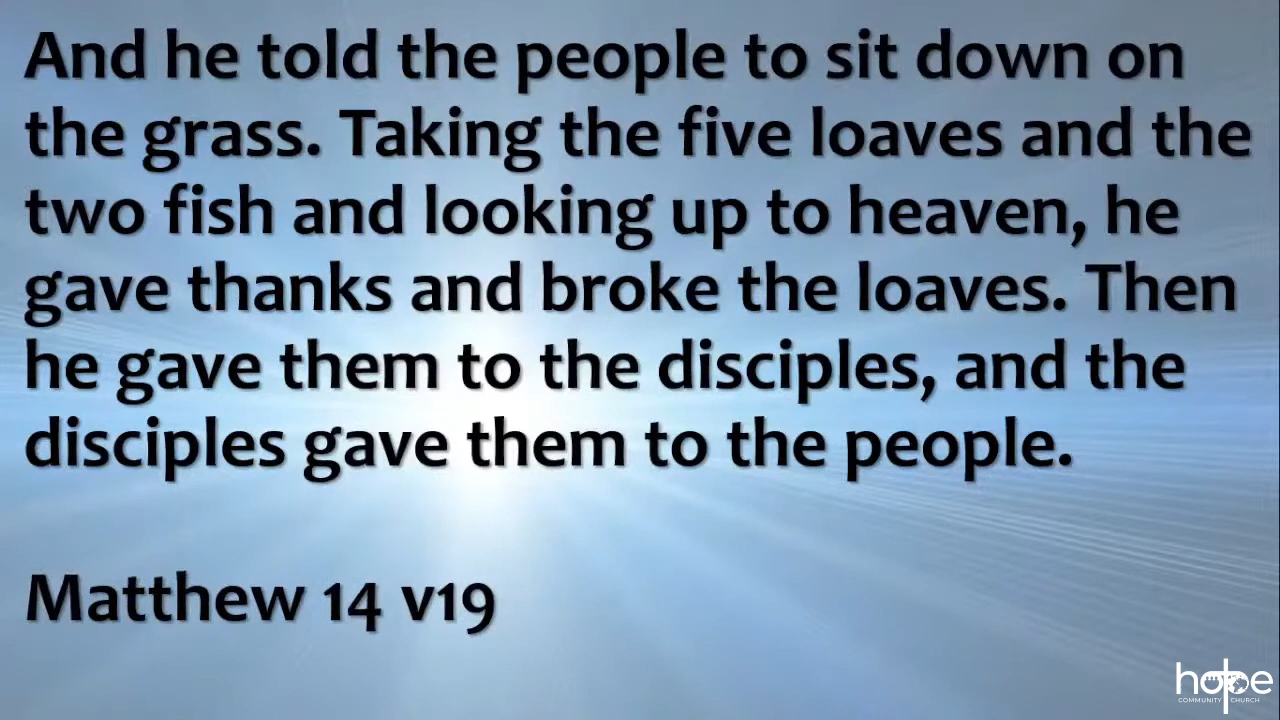 And he told the people to sit down on
the grass. Taking the five loaves and the
two fish and looking up to heaven, he
gave thanks and broke the loaves. Then
he gave them to the disciples, and the
disciples gave them to the people.
Matthew 14 v19
hope
COMMUNITY CHURCH